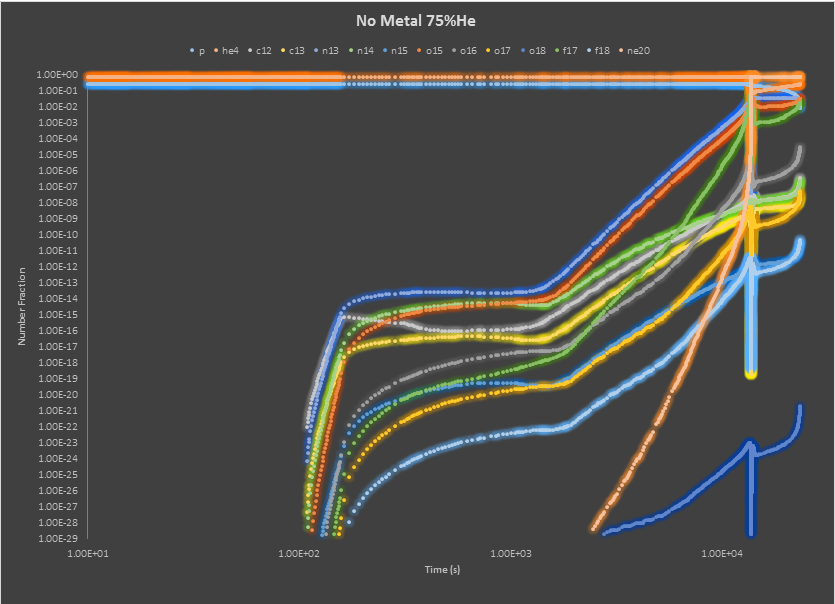 No Metal 75%He
p he4 c12 c13 n13 n14 n15 o15 o16 o17 o18 f17 f18 ne20
1.00E+00
1.00E-01
1.00E-02
1.00E-03
1.00E-04
1.00E-05
1.00E-06
1.00E-07
1.00E-08
1.00E-09
1.00E-10
1.00E-11
1.00E-12
1.00E-13
1.00E-14
1.00E-15
1.00E-16
1.00E-17
1.00E-18
1.00E-19
1.00E-20
1.00E-21
1.00E-22
1.00E-23
1.00E-24
1.00E-25
1.00E-26
1.00E-27
1.00E-28
1.00E-29
Number Fraction
1.00E+01 1.00E+02 1.00E+03 1.00E+04
Time (s)